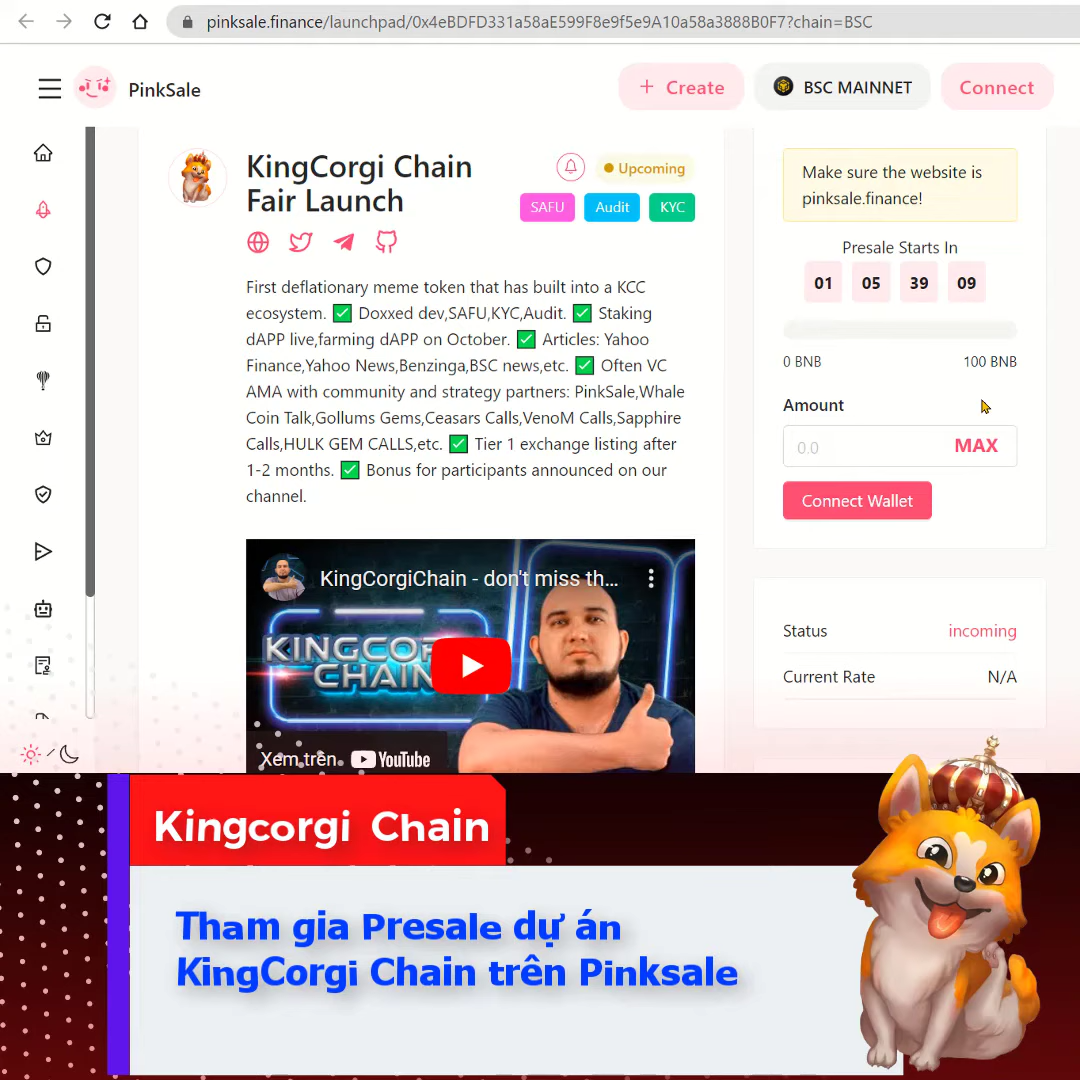 pinksale.finance/launchpad/0x4eBDFD331a58aE599F8e9f5e9A10a58a3888B0F7?chain=BSC
PinkSale
+ Create
BSC MAINNET
Connect
KingCorgi Chain
Fair Launch
Upcoming
SAFU
Audit
KYC
First deflationary meme token that has built into a KCC
ecosystem. ✅ Doxxed dev,SAFU,KYC,Audit. ✅ Staking
dAPP live,farming dAPP on October. ✅ Articles: Yahoo
Finance,Yahoo News,Benzinga,BSC news,etc. ✅ Often VC
AMA with community and strategy partners: PinkSale,Whale
Coin Talk,Gollums Gems,Ceasars Calls,VenoM Calls,Sapphire
Calls,HULK GEM CALLS,etc. ✅ Tier 1 exchange listing after
1-2 months. ✅ Bonus for participants announced on our
channel.
KingCorgiChain - don't miss th...
KINGCOR
CHAIN
Xem trên YouTube
Make sure the website is
pinksale.finance!
Presale Starts In
01 05 39 09
0 BNB 100 BNB
Amount
0.0 MAX
Connect Wallet
Status incoming
Current Rate N/A
Kingcorgi Chain
Tham gia Presale dự án
KingCorgi Chain trên Pinksale